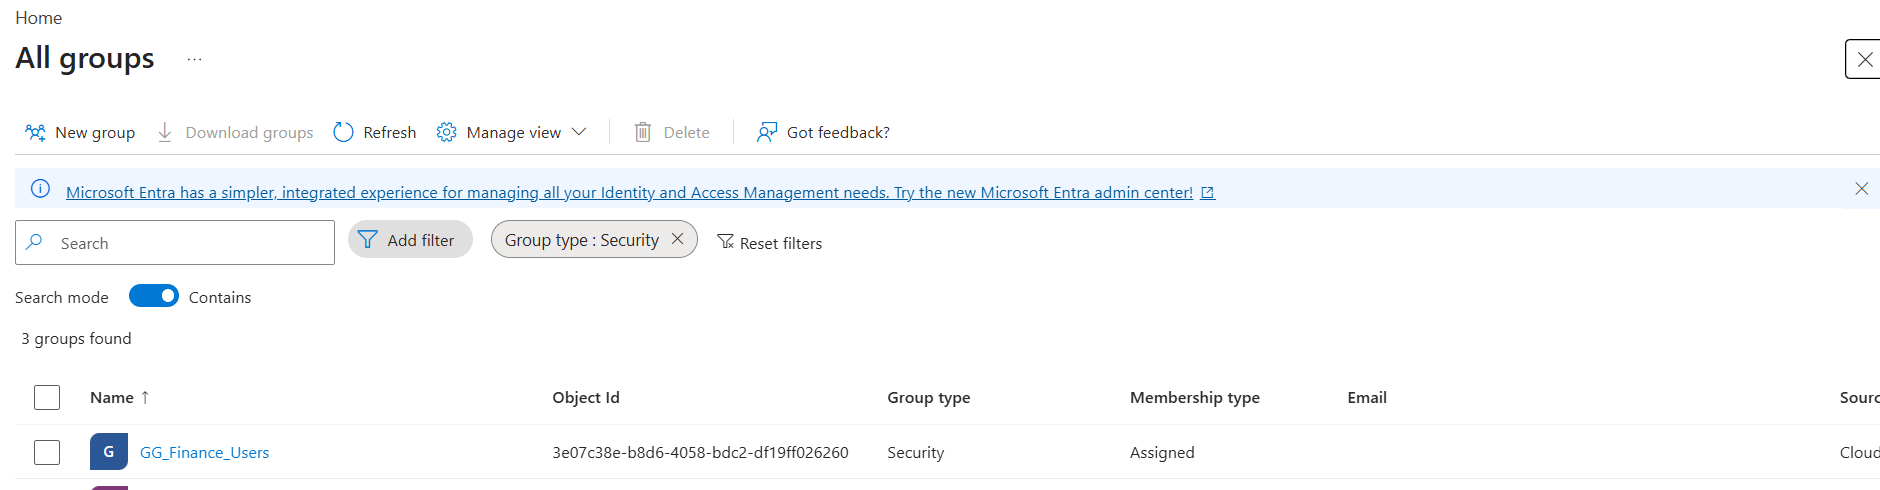 Home
All groups ...
New group Download groups Refresh Manage view Delete Got feedback?
Microsoft Entra has a simpler, integrated experience for managing all your Identity and Access Management needs. Try the new Microsoft Entra admin center!
Search Add filter Group type : Security Reset filters
Search mode Contains
3 groups found
Name ↑ Object Id Group type Membership type Email Sourc
G GG_Finance_Users 3e07c38e-b8d6-4058-bdc2-df19ff026260 Security Assigned Cloud